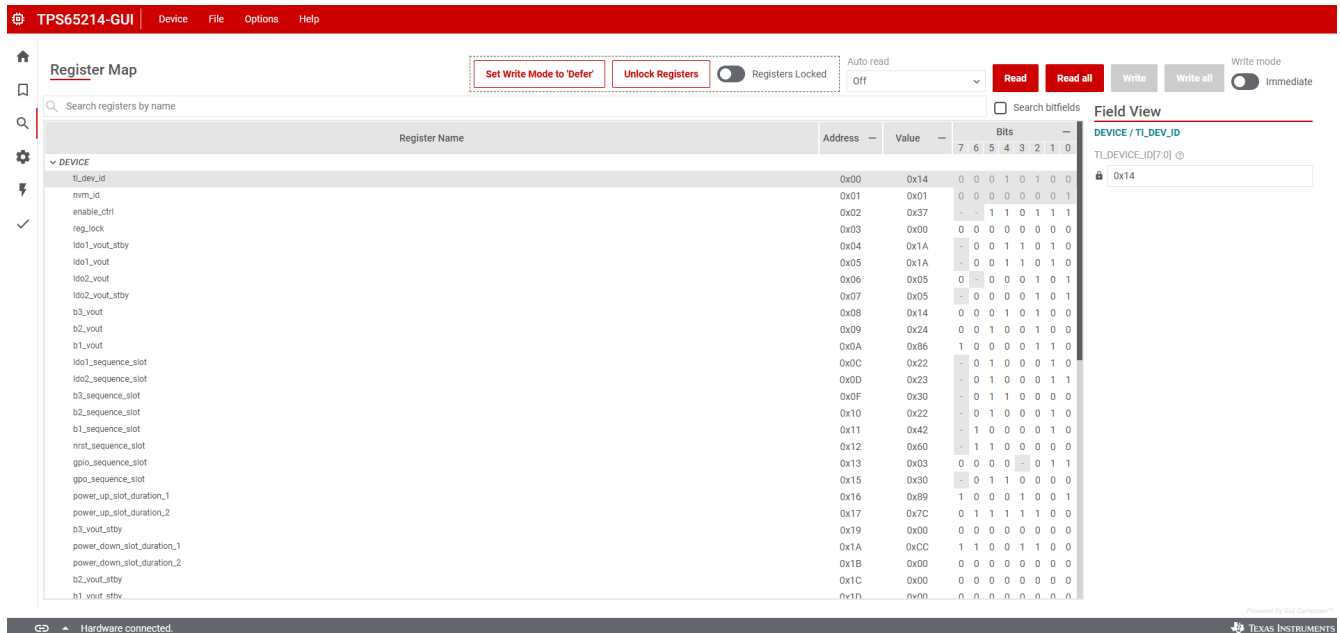 TPS65214-GUI Device File Options Help
Register Map
Set Write Mode to 'Defer' Unlock Registers Registers Locked
Auto read
Off
Read Read all Write Write all
Write mode
Immediate
Search registers by name
Search bitfields
Register Name Address Value Bits
7 6 5 4 3 2 1 0
DEVICE
ti_dev_id 0x00 0x14 0 0 0 1 0 1 0 0
nvm_id 0x01 0x01 0 0 0 0 0 0 0 1
enable_ctrl 0x02 0x37 - - 1 1 0 1 1 1
reg_lock 0x03 0x00 0 0 0 0 0 0 0 0
ldo1_vout_stby 0x04 0x1A - 0 0 1 1 0 1 0
ldo1_vout 0x05 0x1A - 0 0 1 1 0 1 0
ldo2_vout 0x06 0x05 0 - 0 0 0 1 0 1
ldo2_vout_stby 0x07 0x05 - 0 0 0 0 1 0 1
b3_vout 0x08 0x14 0 0 0 1 0 1 0 0
b2_vout 0x09 0x24 0 0 1 0 0 1 0 0
b1_vout 0x0A 0x86 1 0 0 0 0 1 1 0
ldo1_sequence_slot 0x0C 0x22 - 0 1 0 0 0 1 0
ldo2_sequence_slot 0x0D 0x23 - 0 1 0 0 0 1 1
b3_sequence_slot 0x0F 0x30 - 0 1 1 0 0 0 0
b2_sequence_slot 0x10 0x22 - 0 1 0 0 0 1 0
b1_sequence_slot 0x11 0x42 - 1 0 0 0 0 1 0
nrst_sequence_slot 0x12 0x60 - 1 1 0 0 0 0 0
gpio_sequence_slot 0x13 0x03 0 0 0 0 - 0 1 1
gpo_sequence_slot 0x15 0x30 - 0 1 1 0 0 0 0
power_up_slot_duration_1 0x16 0x89 1 0 0 0 1 0 0 1
power_up_slot_duration_2 0x17 0x7C 0 1 1 1 1 1 0 0
b3_vout_stby 0x19 0x00 0 0 0 0 0 0 0 0
power_down_slot_duration_1 0x1A 0xCC 1 1 0 0 1 1 0 0
power_down_slot_duration_2 0x1B 0x00 0 0 0 0 0 0 0 0
b2_vout_stby 0x1C 0x00 0 0 0 0 0 0 0 0
b1_vout_stby 0x1D 0x00 0 0 0 0 0 0 0 0
Field View
DEVICE / TI_DEV_ID
TI_DEVICE_ID[7:0]
0x14
Powered By GUI Composer™
Hardware connected.
TEXAS INSTRUMENTS